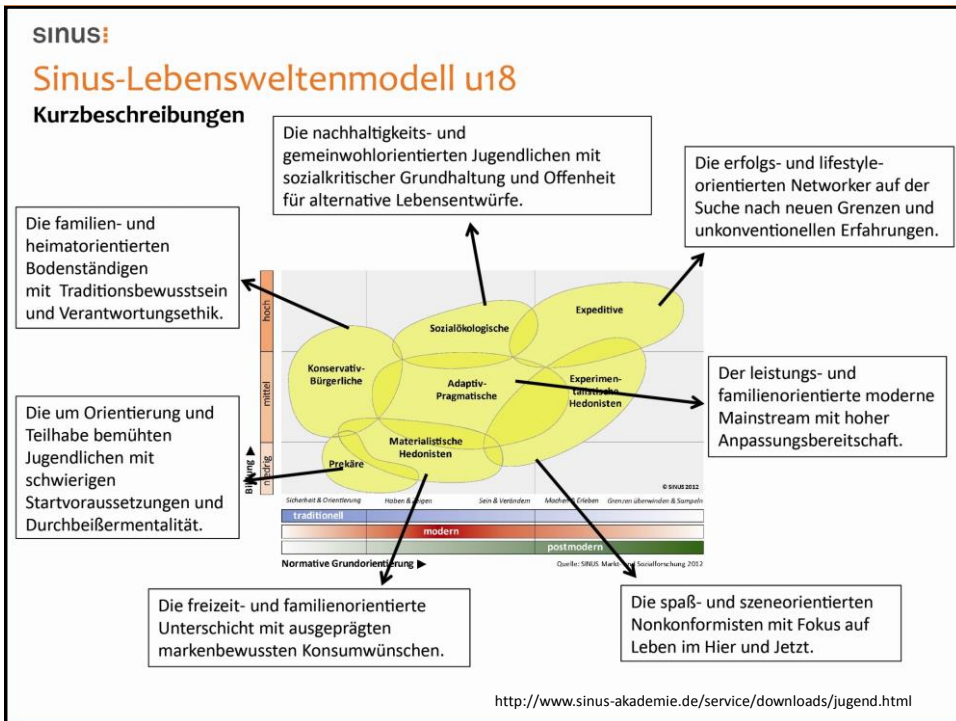 sınus:
Sinus-Lebensweltenmodell u18
Kurzbeschreibungen
Die nachhaltigkeits- und
gemeinwohlorientierten Jugendlichen mit
sozialkritischer Grundhaltung und Offenheit
für alternative Lebensentwürfe.
Die erfolgs- und lifestyle-
orientierten Networker auf der
Suche nach neuen Grenzen und
unkonventionellen Erfahrungen.
Die familien- und
heimatorientierten
Bodenständigen
mit Traditionsbewusstsein
und Verantwortungsethik.
Der leistungs- und
familienorientierte moderne
Mainstream mit hoher
Anpassungsbereitschaft.
Die um Orientierung und
Teilhabe bemühten
Jugendlichen mit
schwierigen
Startvoraussetzungen und
Durchbeißermentalität.
Bildung ▶
hoch
mittel
niedrig
Sozialökologische
Expeditive
Konservativ-
Bürgerliche
Adaptiv-
Pragmatische
Experimen-
talistische
Hedonisten
Materialistische
Hedonisten
Prekäre
© SINUS 2012
Sicherheit & Orientierung
Haben & Zeigen
Sein & Verändern
Machen & Erleben
Grenzen überwinden & Sampeln
traditionell
modern
postmodern
Normative Grundorientierung ▶
Quelle: SINUS Markt- und Sozialforschung 2012
Die freizeit- und familienorientierte
Unterschicht mit ausgeprägten
markenbewussten Konsumwünschen.
Die spaß- und szeneorientierten
Nonkonformisten mit Fokus auf
Leben im Hier und Jetzt.
http://www.sinus-akademie.de/service/downloads/jugend.html